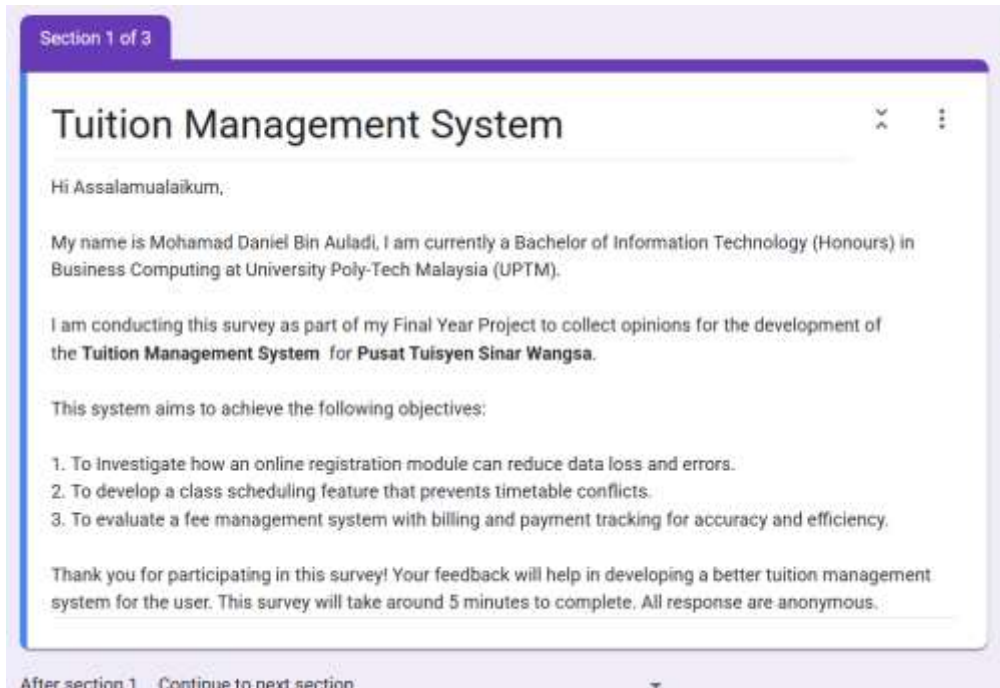 Section 1 of 3
Tuition Management System
Hi Assalamualaikum,
My name is Mohamad Daniel Bin Auladi, I am currently a Bachelor of Information Technology (Honours) in
Business Computing at University Poly-Tech Malaysia (UPTM).
I am conducting this survey as part of my Final Year Project to collect opinions for the development of
the Tuition Management System for Pusat Tuisyen Sinar Wangsa.
This system aims to achieve the following objectives:
1. To Investigate how an online registration module can reduce data loss and errors.
2. To develop a class scheduling feature that prevents timetable conflicts.
3. To evaluate a fee management system with billing and payment tracking for accuracy and efficiency.
Thank you for participating in this survey! Your feedback will help in developing a better tuition management
system for the user. This survey will take around 5 minutes to complete. All response are anonymous.
After section 1 Continue to next section